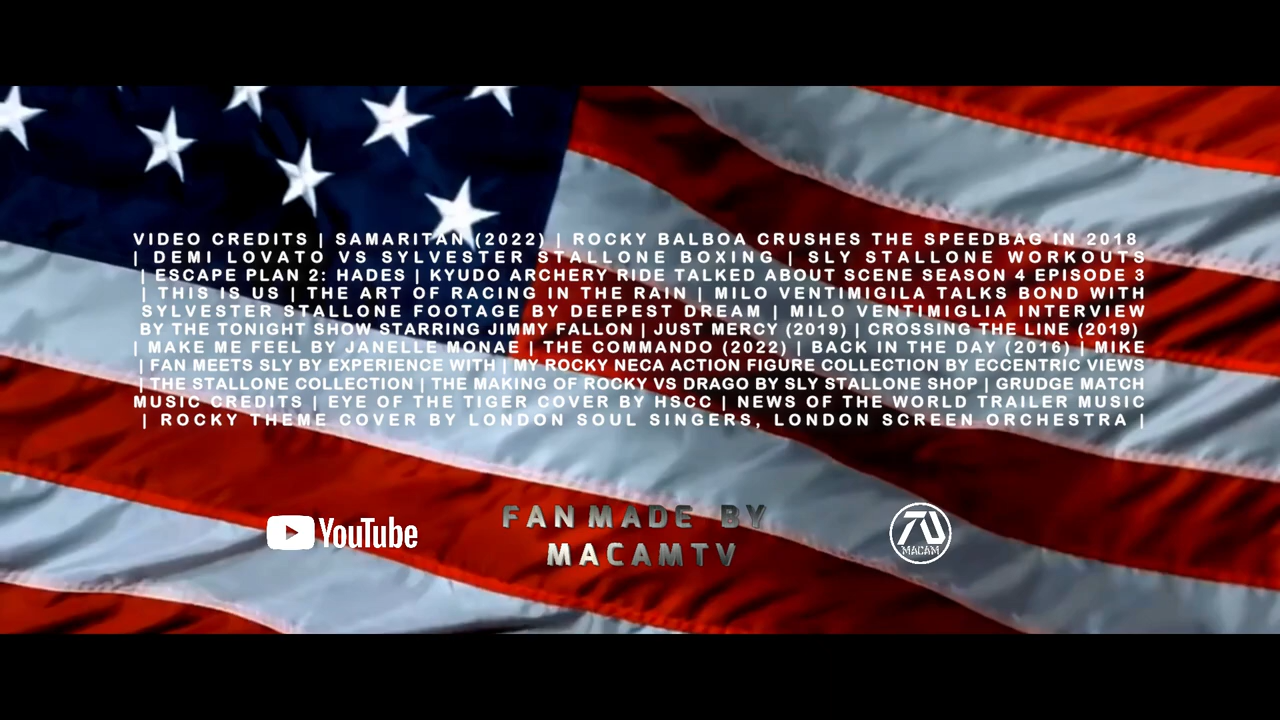 VIDEO CREDITS | SAMARITAN (2022) | ROCKY BALBOA CRUSHES THE SPEEDBAG IN 2018
| DEMI LOVATO VS SYLVESTER STALLONE BOXING | SLY STALLONE WORKOUTS
| ESCAPE PLAN 2: HADES | KYUDO ARCHERY RIDE TALKED ABOUT SCENE SEASON 4 EPISODE 3
| THIS IS US | THE ART OF RACING IN THE RAIN | MILO VENTIMIGILA TALKS BOND WITH
SYLVESTER STALLONE FOOTAGE BY DEEPEST DREAM | MILO VENTIMIGLIA INTERVIEW
BY THE TONIGHT SHOW STARRING JIMMY FALLON | JUST MERCY (2019) | CROSSING THE LINE (2019)
| MAKE ME FEEL BY JANELLE MONAE | THE COMMANDO (2022) | BACK IN THE DAY (2016) | MIKE
| FAN MEETS SLY BY EXPERIENCE WITH | MY ROCKY NECA ACTION FIGURE COLLECTION BY ECCENTRIC VIEWS
| THE STALLONE COLLECTION | THE MAKING OF ROCKY VS DRAGO BY SLY STALLONE SHOP | GRUDGE MATCH
MUSIC CREDITS | EYE OF THE TIGER COVER BY HSCC | NEWS OF THE WORLD TRAILER MUSIC
| ROCKY THEME COVER BY LONDON SOUL SINGERS, LONDON SCREEN ORCHESTRA |
YouTube
FAN MADE BY
MACAMTV
MACAM